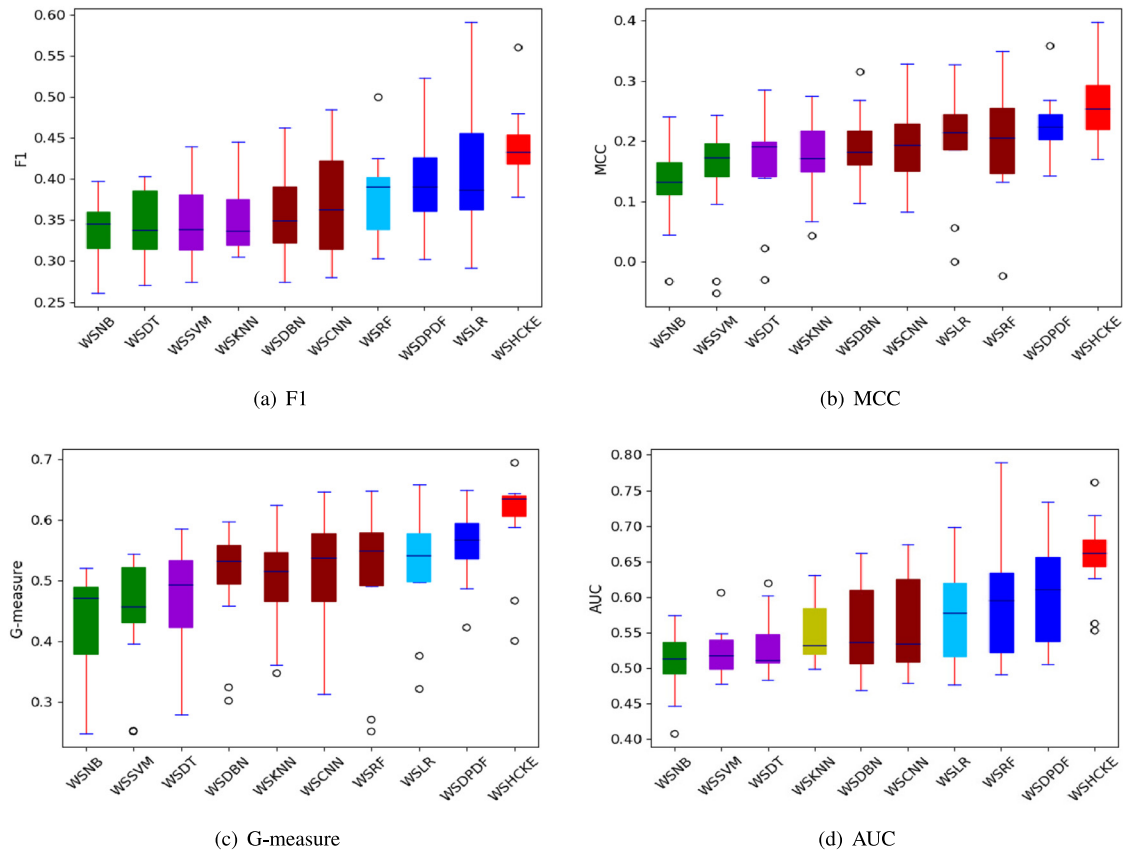 0.60
0.55
0.50
0.45
0.40
0.35
0.30
0.25
F1
WSNB WSDT WSSVM WSKNN WSDBN WSCNN WSRF WSDPDF WSLR WSHCKE
(a) F1
0.4
0.3
0.2
0.1
0.0
MCC
WSNB WSSVM WSDT WSKNN WSDBN WSCNN WSLR WSRF WSDPDF WSHCKE
(b) MCC
0.7
0.6
0.5
0.4
0.3
G-measure
WSNB WSSVM WSDT WSDBN WSKNN WSCNN WSRF WSLR WSDPDF WSHCKE
(c) G-measure
0.80
0.75
0.70
0.65
0.60
0.55
0.50
0.45
0.40
AUC
WSNB WSSVM WSDT WSKNN WSDBN WSCNN WSLR WSRF WSDPDF WSHCKE
(d) AUC